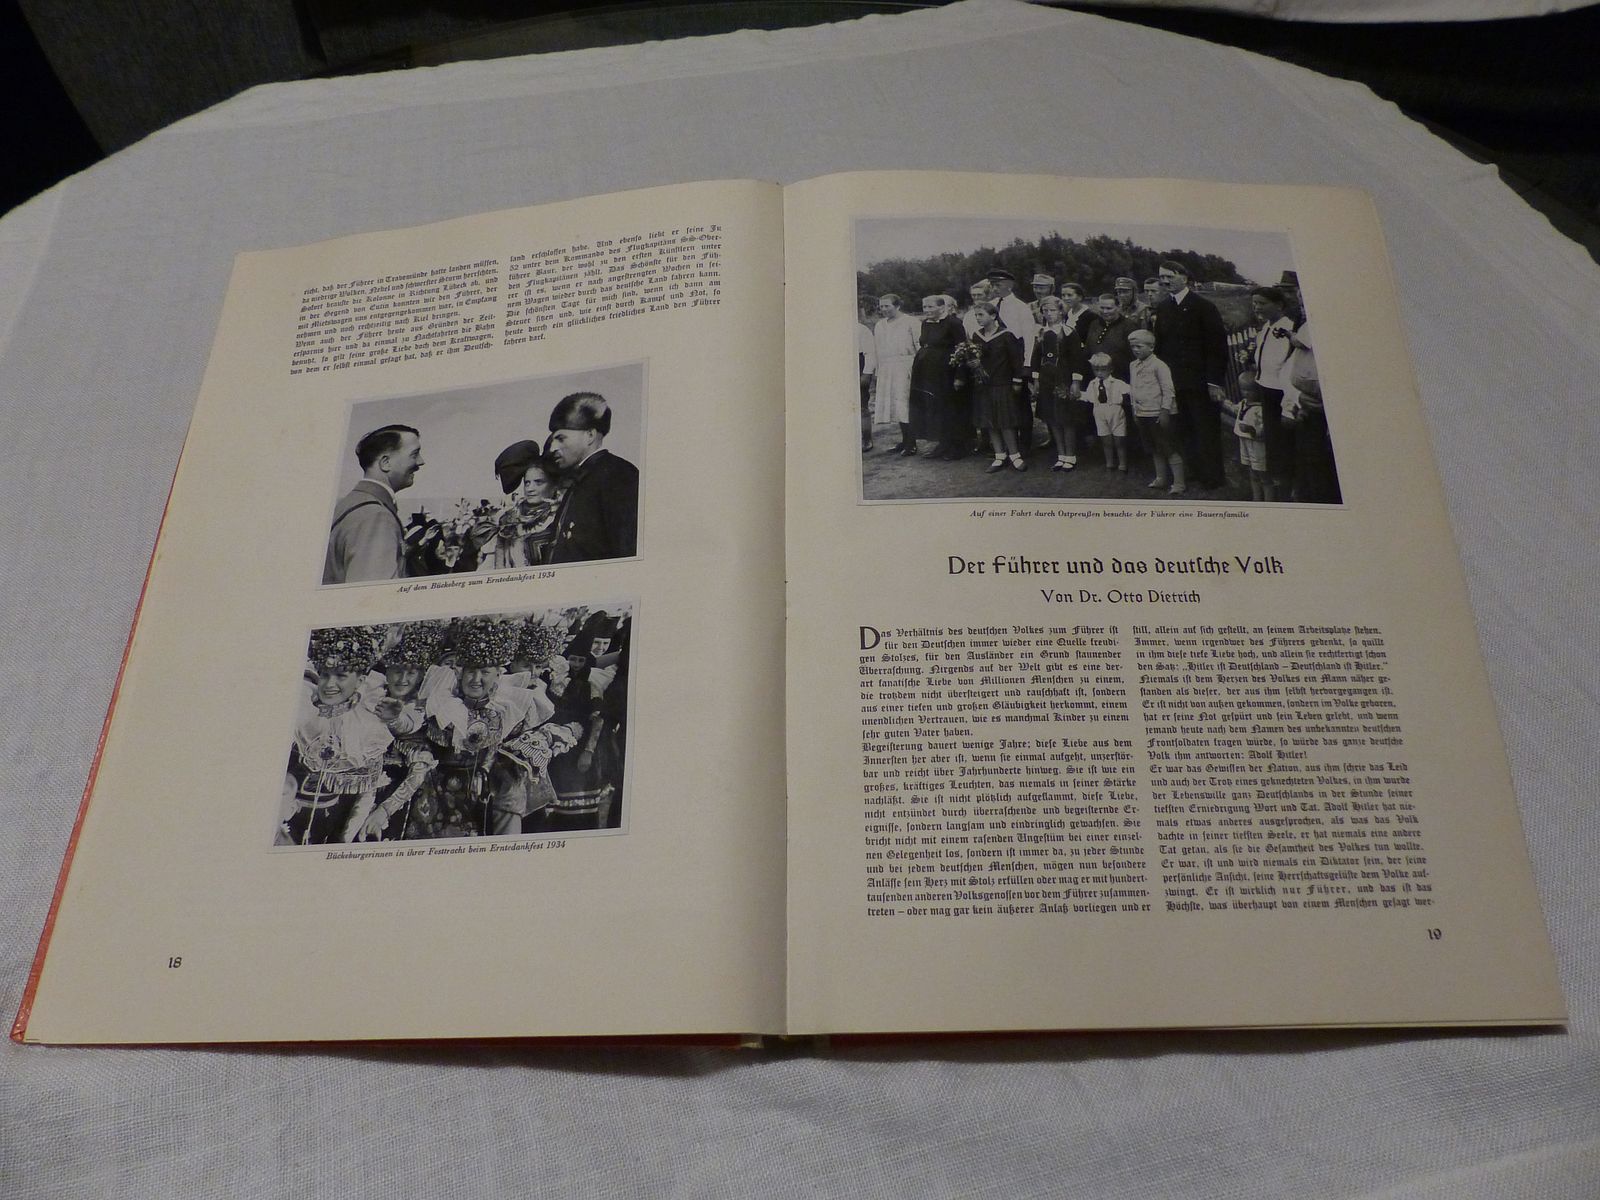 richt, daß der Führer in Travemünde hatte landen müssen,
da niedrige Wolken, Nebel und schwerster Sturm herrschten.
Sofort brauste die Kolonne in Richtung Lübeck ab, und
in der Gegend von Eutin konnten wir den Führer, der
mit Mietswagen uns entgegengekommen war, in Empfang
nehmen und noch rechtzeitig nach Kiel bringen.
Wenn auch der Führer heute aus Gründen der Zeit-
ersparnis hier und da einmal zu Nachtfahrten die Bahn
benutzt, so gilt seine große Liebe doch dem Kraftwagen,
von dem er selbst einmal gesagt hat, daß er ihm Deutsch-
land erschlossen habe. Und ebenso liebt er seine Ju
52 unter dem Kommando des Flugkapitäns SS-Ober-
führer Baur, der wohl zu den ersten Künstlern unter
den Flugkapitänen zählt. Das Schönste für den Füh-
rer ist es, wenn er nach angestrengten Wochen in sei-
nem Wagen wieder durch das deutsche Land fahren kann.
Die schönsten Tage für mich sind, wenn ich dann am
Steuer sitzen und, wie einst durch Kampf und Not, so
heute durch ein glückliches friedliches Land den Führer
fahren darf.
Auf dem Bückeberg zum Erntedankfest 1934
Bückeburgerinnen in ihrer Festtracht beim Erntedankfest 1934
18
Auf einer Fahrt durch Ostpreußen besuchte der Führer eine Bauernfamilie
Der Führer und das deutsche Volk
Von Dr. Otto Dietrich
Das Verhältnis des deutschen Volkes zum Führer ist
für den Deutschen immer wieder eine Quelle freudi-
gen Stolzes, für den Ausländer ein Grund staunender
Überraschung. Nirgends auf der Welt gibt es eine der-
art fanatische Liebe von Millionen Menschen zu einem,
die trotzdem nicht übersteigert und rauschhaft ist, sondern
aus einer tiefen und großen Gläubigkeit herkommt, einem
unendlichen Vertrauen, wie es manchmal Kinder zu einem
sehr guten Vater haben.
Begeisterung dauert wenige Jahre; diese Liebe aus dem
Innersten her aber ist, wenn sie einmal aufgeht, unzerstör-
bar und reicht über Jahrhunderte hinweg. Sie ist wie ein
großes, kräftiges Leuchten, das niemals in seiner Stärke
nachläßt. Sie ist nicht plötzlich aufgeflammt, diese Liebe,
nicht entzündet durch überraschende und begeisternde Er-
eignisse, sondern langsam und eindringlich gewachsen. Sie
bricht nicht mit einem rasenden Ungestüm bei einer einzel-
nen Gelegenheit los, sondern ist immer da, zu jeder Stunde
und bei jedem deutschen Menschen, mögen nun besondere
Anlässe sein Herz mit Stolz erfüllen oder mag er mit hundert-
tausenden anderen Volksgenossen vor dem Führer zusammen-
treten – oder mag gar kein äußerer Anlaß vorliegen und er
still, allein auf sich gestellt, an seinem Arbeitsplatze stehen.
Immer, wenn irgendwer des Führers gedenkt, so quillt
in ihm diese tiefe Liebe hoch, und allein sie rechtfertigt schon
den Satz: „Hitler ist Deutschland – Deutschland ist Hitler."
Niemals ist dem Herzen des Volkes ein Mann näher ge-
standen als dieser, der aus ihm selbst hervorgegangen ist.
Er ist nicht von außen gekommen, sondern im Volke geboren,
hat er seine Not gespürt und sein Leben gelebt, und wenn
jemand heute nach dem Namen des unbekannten deutschen
Frontsoldaten fragen würde, so würde das ganze deutsche
Volk ihm antworten: Adolf Hitler!
Er war das Gewissen der Nation, aus ihm schrie das Leid
und auch der Trotz eines geknechteten Volkes, in ihm wurde
der Lebenswille ganz Deutschlands in der Stunde seiner
tiefsten Erniedrigung Wort und Tat. Adolf Hitler hat nie-
mals etwas anderes ausgesprochen, als was das Volk
dachte in seiner tiefsten Seele, er hat niemals eine andere
Tat getan, als sie die Gesamtheit des Volkes tun wollte.
Er war, ist und wird niemals ein Diktator sein, der seine
persönliche Ansicht, seine Herrschaftsgelüste dem Volke auf-
zwingt. Er ist wirklich nur Führer, und das ist das
Höchste, was überhaupt von einem Menschen gesagt wer-
19